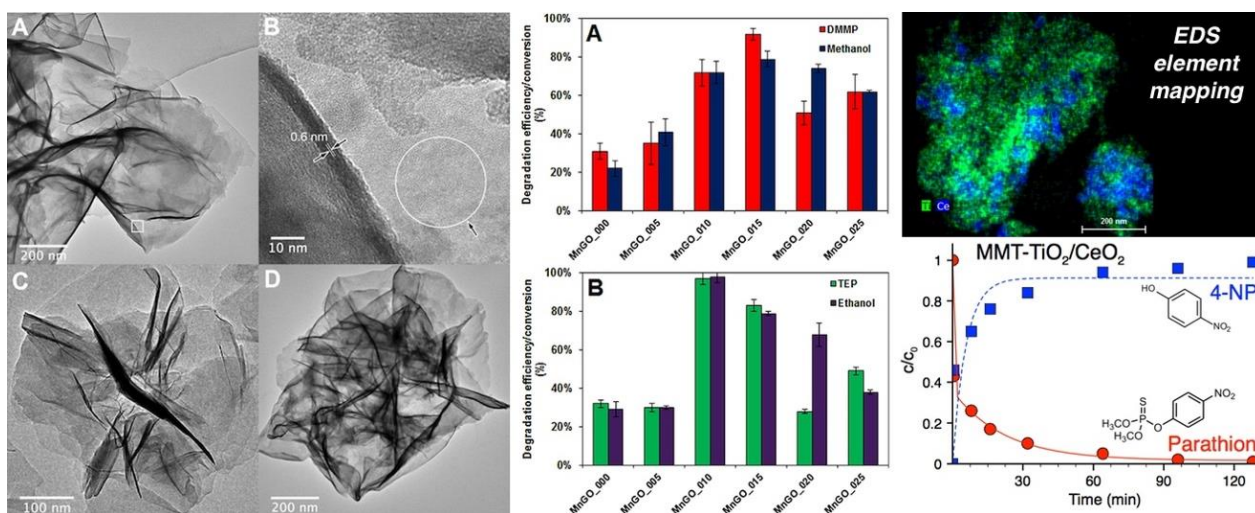 A
200 nm
B
0.6 nm
10 nm
C
100 nm
D
200 nm
A
Degradation efficiency/conversion
(%)
100%
80%
60%
40%
20%
0%
DMMP
Methanol
MnGO_000
MnGO_005
MnGO_010
MnGO_015
MnGO_020
MnGO_025
B
Degradation efficiency/conversion
(%)
100%
80%
60%
40%
20%
0%
TEP
Ethanol
MnGO_000
MnGO_005
MnGO_010
MnGO_015
MnGO_020
MnGO_025
EDS
element
mapping
Ti Ce
200 nm
MMT-TiO₂/CeO₂
c/c₀
1
0.8
0.6
0.4
0.2
0
4-NP
HO
NO₂
NO₂
S
H₃CO
P
O
H₃CO
Parathion
30
60
90
120
Time (min)